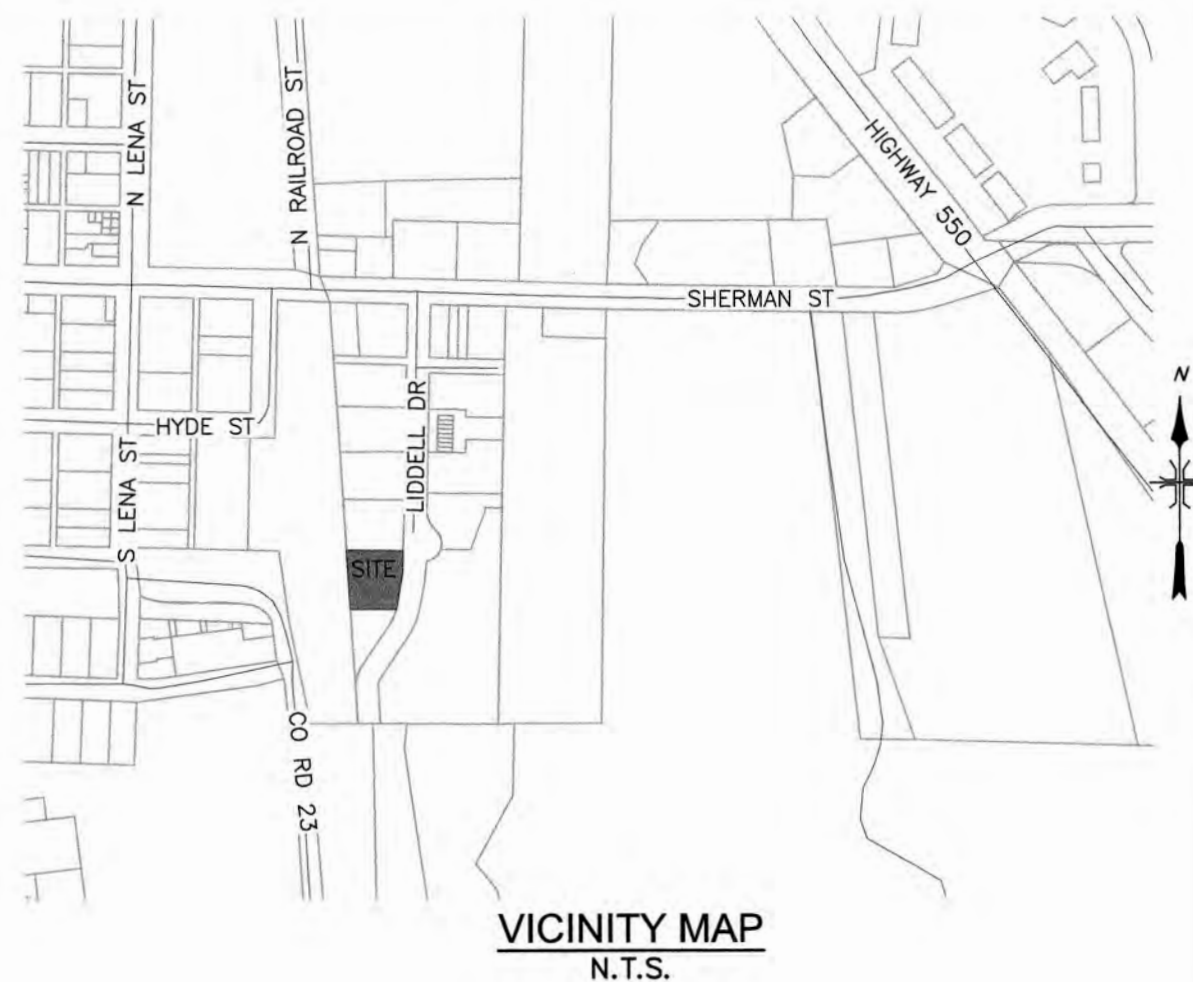 N LENA ST
N RAILROAD ST
HIGHWAY 550
SHERMAN ST
LIDDELL DR
HYDE ST
S LENA ST
SITE
CO RD 23
N
VICINITY MAP
N.T.S.